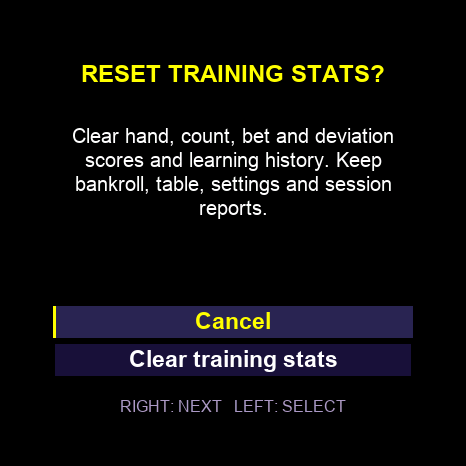 RESET TRAINING STATS?
Clear hand, count, bet and deviation
scores and learning history. Keep
bankroll, table, settings and session
reports.
Cancel
Clear training stats
RIGHT: NEXT LEFT: SELECT